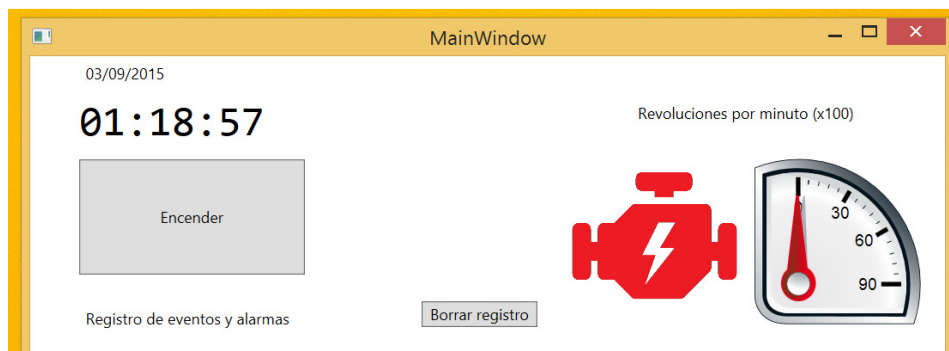 MainWindow
03/09/2015
01:18:57
Revoluciones por minuto (x100)
Encender
30
60
90
Registro de eventos y alarmas
Borrar registro